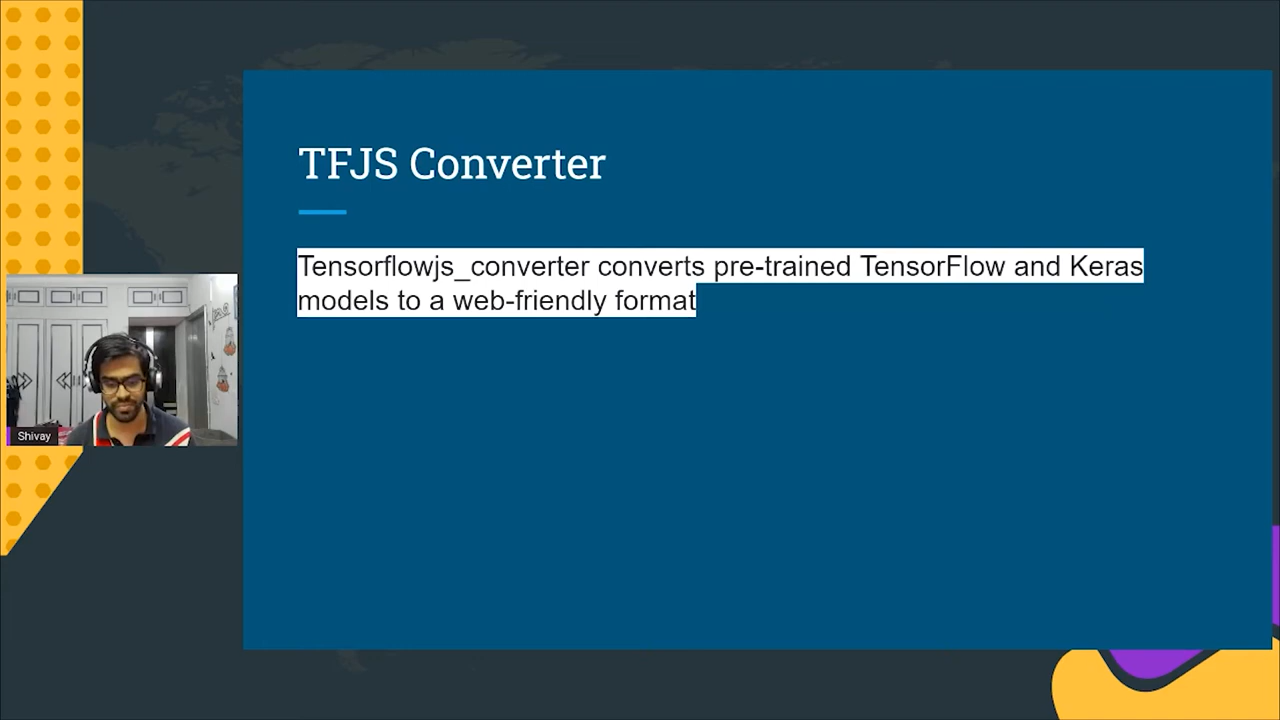 TFJS Converter
Tensorflowjs_converter converts pre-trained TensorFlow and Keras
models to a web-friendly format
Shivay